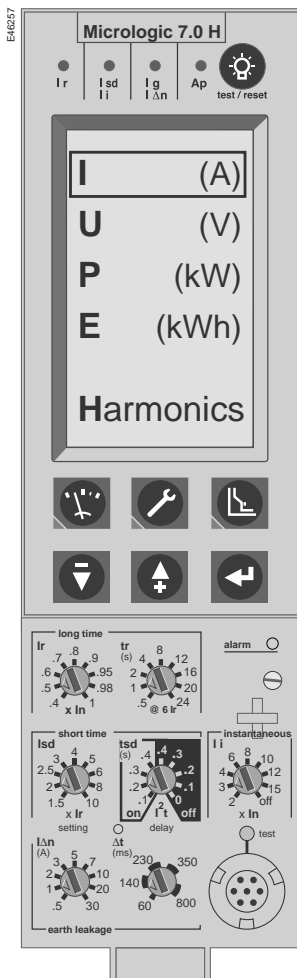 E46257
Micrologic 7.0 H
Ir
Isd
Ii
Ig
I∆n
Ap
test / reset
I (A)
U (V)
P (kW)
E (kWh)
Harmonics
long time
Ir
.4 .5 .6 .7 .8 .9 .95 .98 1
x In
tr
(s)
.5 1 2 4 8 12 16 20 24
@ 6 Ir
alarm
short time
Isd
1.5 2 2.5 3 4 5 6 8 10
x Ir
setting
tsd
(s)
.1 .2 .3 .4 .4 .3 .2 .1 0
on I²t off
delay
instantaneous
Ii
2 3 4 6 8 10 12 15 off
x In
test
I∆n
(A)
.5 1 2 3 5 7 10 20 30
∆t
(ms)
60 140 230 350 800
earth leakage